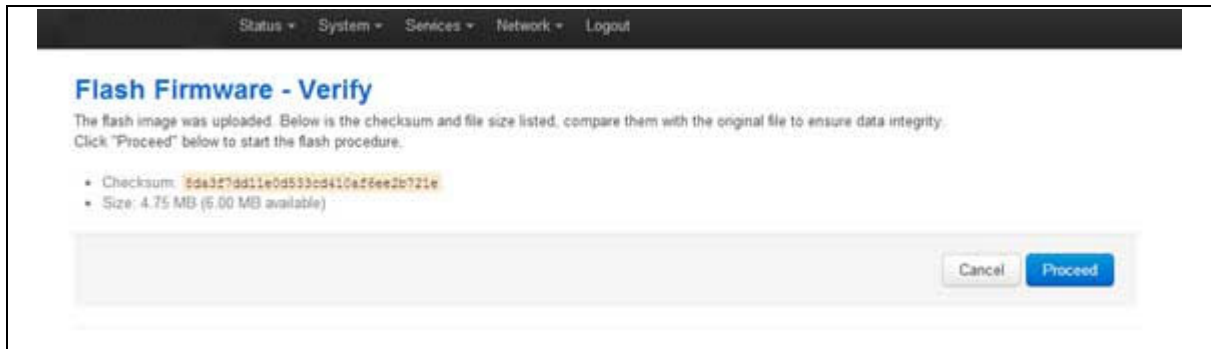 Status System Services Network Logout
Flash Firmware - Verify
The flash image was uploaded. Below is the checksum and file size listed, compare them with the original file to ensure data integrity.
Click "Proceed" below to start the flash procedure.
Checksum:
Size: 4.75 MB (6.00 MB available)
Cancel Proceed